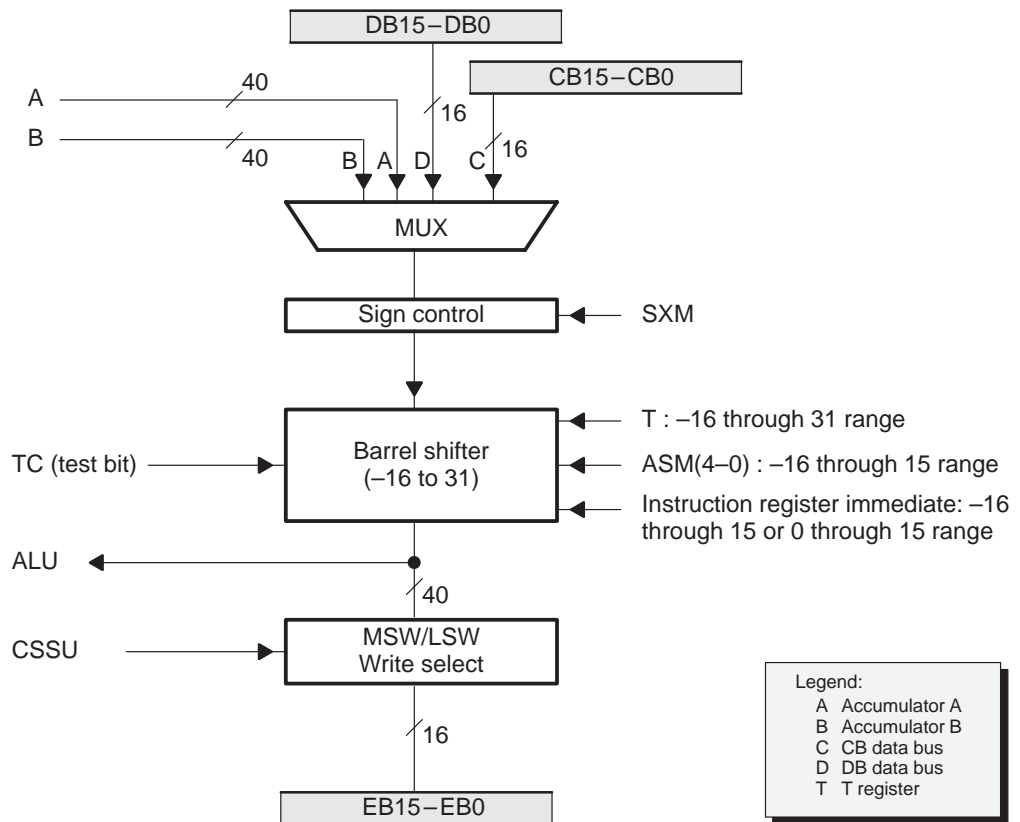 DB15–DB0
CB15–CB0
40
A
16
B
40
16
B A D C
MUX
Sign control
SXM
T : –16 through 31 range
Barrel shifter
(–16 to 31)
TC (test bit)
ASM(4–0) : –16 through 15 range
Instruction register immediate: –16
through 15 or 0 through 15 range
ALU
40
MSW/LSW
Write select
CSSU
16
EB15–EB0
Legend:
A Accumulator A
B Accumulator B
C CB data bus
D DB data bus
T T register